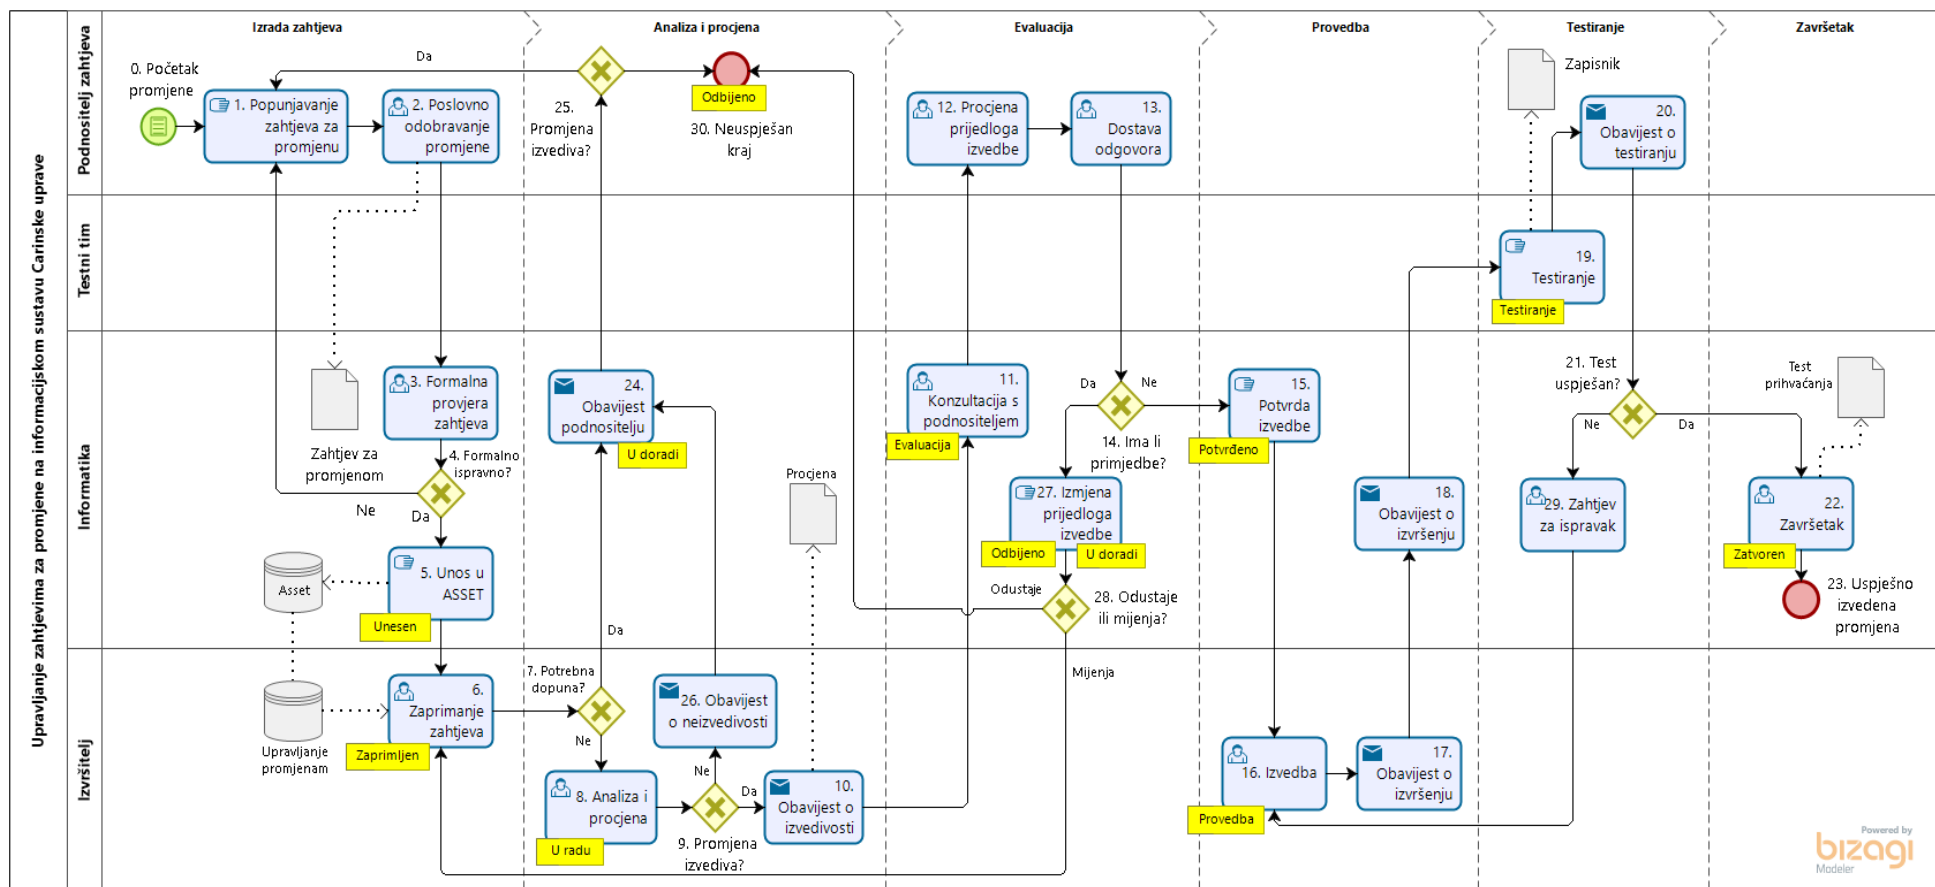 Upravljanje zahtjevima za promjene na informacijskom sustavu Carinske uprave
Izrada zahtjeva
Analiza i procjena
Evaluacija
Provedba
Testiranje
Završetak
Podnositelj zahtjeva
0. Početak
promjene
1. Popunjavanje
zahtjeva za
promjenu
2. Poslovno
odobravanje
promjene
Da
25.
Promjena
izvediva?
Odbijeno
30. Neuspješan
kraj
12. Procjena
prijedloga
izvedbe
13.
Dostava
odgovora
Zapisnik
20.
Obavijest o
testiranju
Testni tim
19.
Testiranje
Testiranje
Informatika
Zahtjev za
promjenom
3. Formalna
provjera
zahtjeva
4. Formalno
ispravno?
Ne
Da
Asset
5. Unos u
ASSET
Unesen
24.
Obavijest
podnositelju
U doradi
Da
Procjena
11.
Konzultacija s
podnositeljem
Evaluacija
Da
Ne
14. Ima li
primjedbe?
27. Izmjena
prijedloga
izvedbe
Odbijeno
U doradi
Odustaje
28. Odustaje
ili mijenja?
15.
Potvrda
izvedbe
Potvrđeno
18.
Obavijest o
izvršenju
21. Test
uspješan?
Ne
Da
29. Zahtjev
za ispravak
Test
prihvaćanja
22.
Završetak
Zatvoren
23. Uspješno
izvedena
promjena
Izvršitelj
Upravljanje
promjenam
6.
Zaprimanje
zahtjeva
Zaprimljen
7. Potrebna
dopuna?
Ne
26. Obavijest
o neizvedivosti
8. Analiza i
procjena
U radu
Ne
Da
9. Promjena
izvediva?
10.
Obavijest o
izvedivosti
Mijenja
16. Izvedba
Provedba
17.
Obavijest o
izvršenju
Powered by
bizagi
Modeler